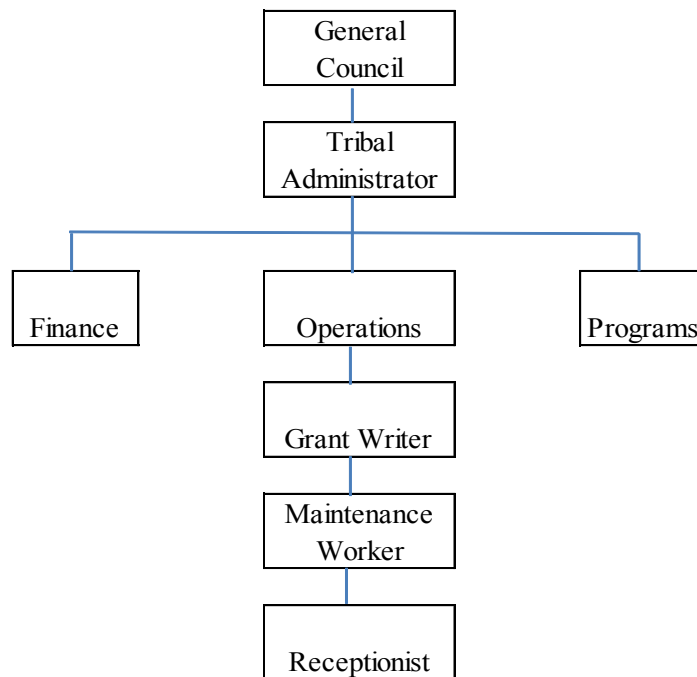 General
Council
Tribal
Administrator
Finance
Operations
Programs
Grant Writer
Maintenance
Worker
Receptionist